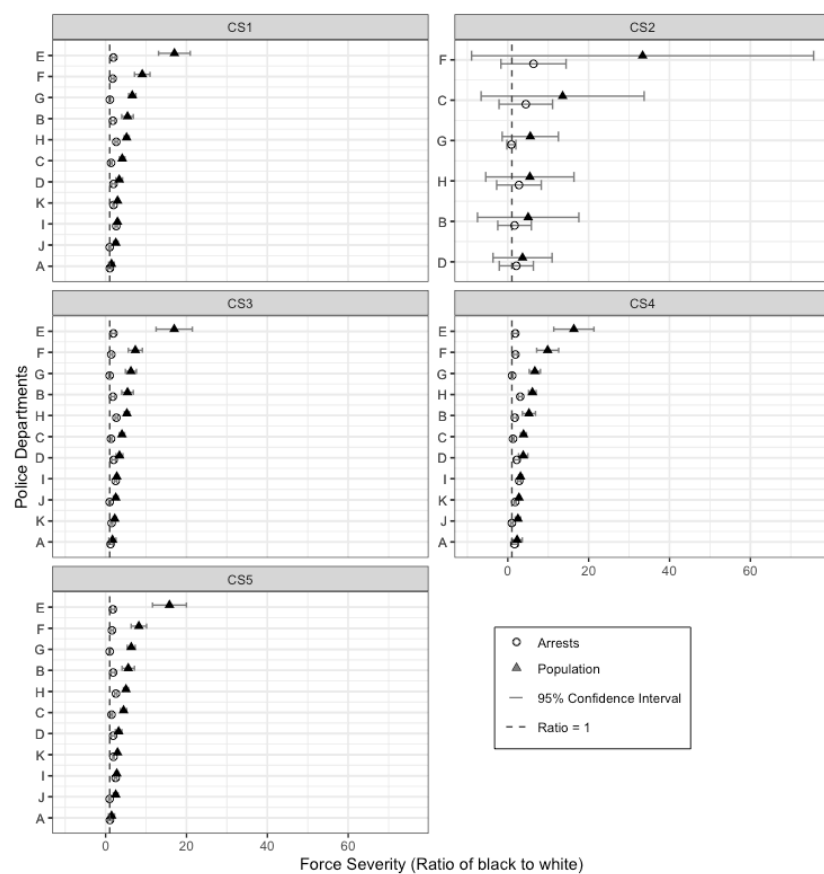 CS1
E
F
G
B
H
C
D
K
I
J
A
CS2
F
C
G
H
B
D
CS3
E
F
G
B
H
C
D
I
J
K
A
CS4
E
F
G
H
B
C
D
I
K
J
A
0 20 40 60
CS5
E
F
G
B
H
C
D
K
I
J
A
0 20 40 60
Arrests
Population
95% Confidence Interval
Ratio = 1
Police Departments
Force Severity (Ratio of black to white)